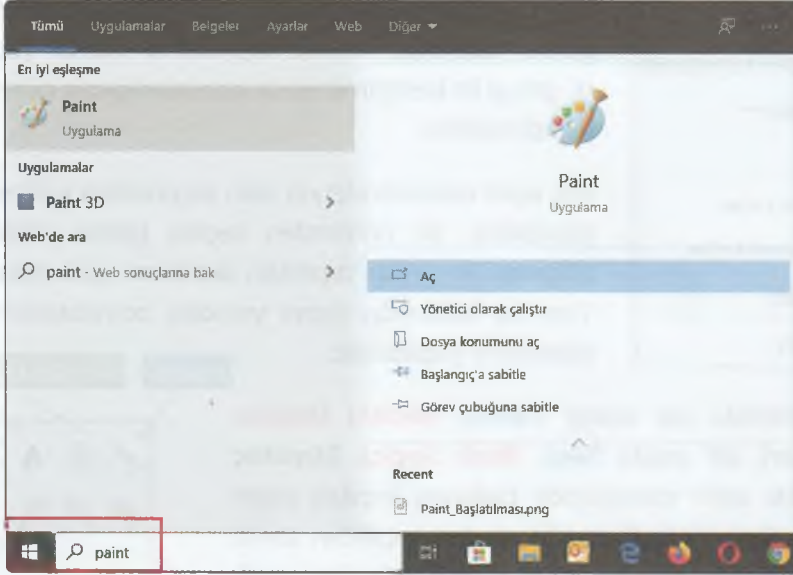 Tümü Uygulamalar Belgeler Ayarlar Web Diğer
En iyi eşleşme
Paint
Uygulama
Uygulamalar
Paint 3D
Web'de ara
paint - Web sonuçlarına bak
Paint
Uygulama
Aç
Yönetici olarak çalıştır
Dosya konumunu aç
Başlangıç'a sabitle
Görev çubuğuna sabitle
Recent
Paint_Başlatılması.png
paint